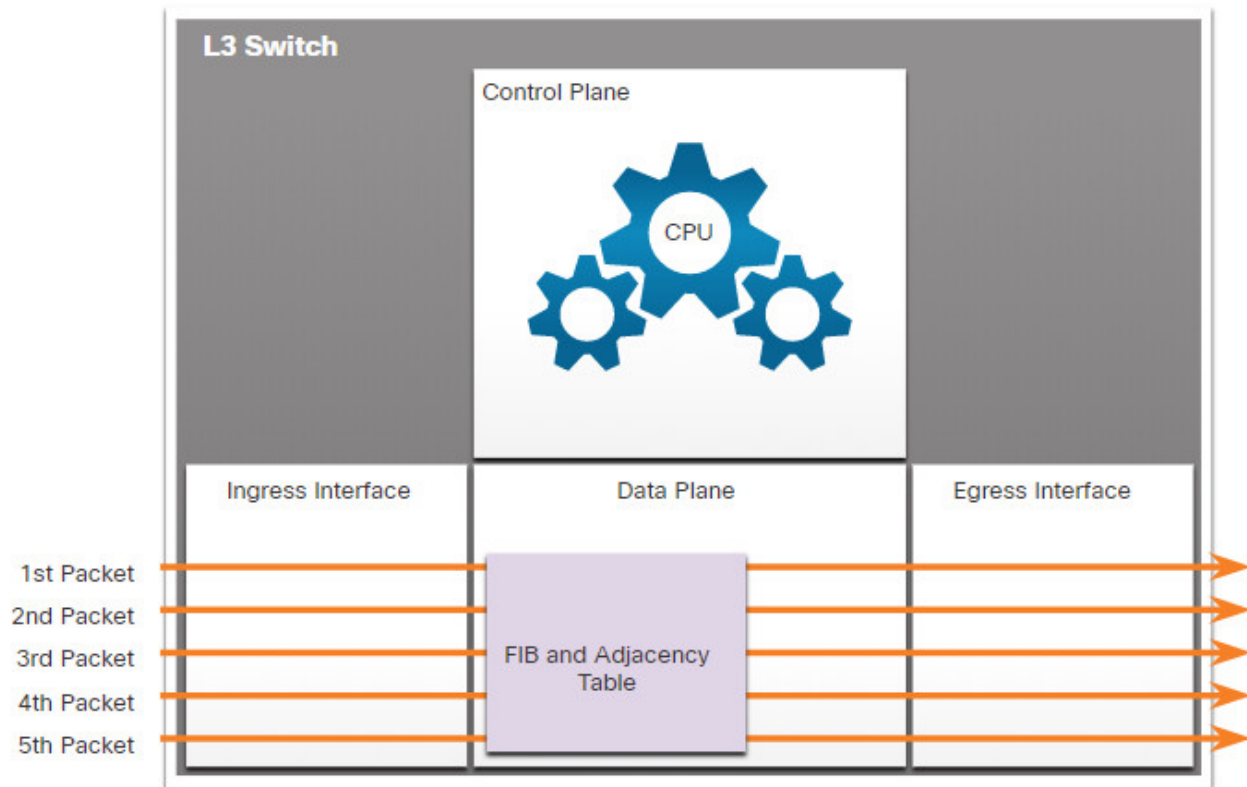 L3 Switch
Control Plane
CPU
Ingress Interface
Data Plane
Egress Interface
1st Packet
2nd Packet
3rd Packet
4th Packet
5th Packet
FIB and Adjacency
Table